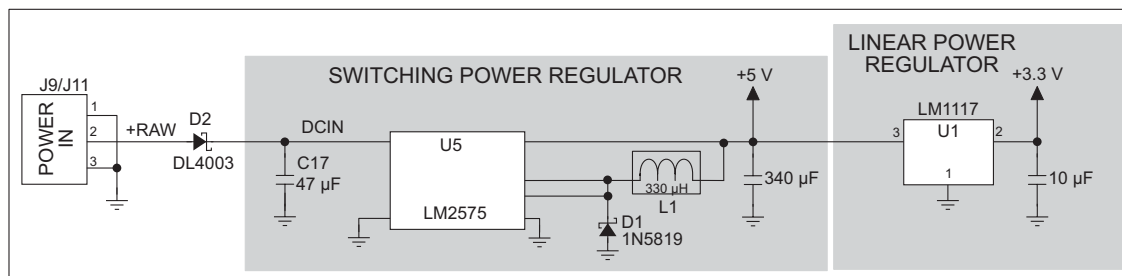 J9/J11
POWER
IN
1
2
3
+RAW
D2
DL4003
SWITCHING POWER REGULATOR
DCIN
C17
47 µF
U5
LM2575
330 µH
L1
D1
1N5819
+5 V
340 µF
LINEAR POWER
REGULATOR
+3.3 V
LM1117
3
U1
2
1
10 µF